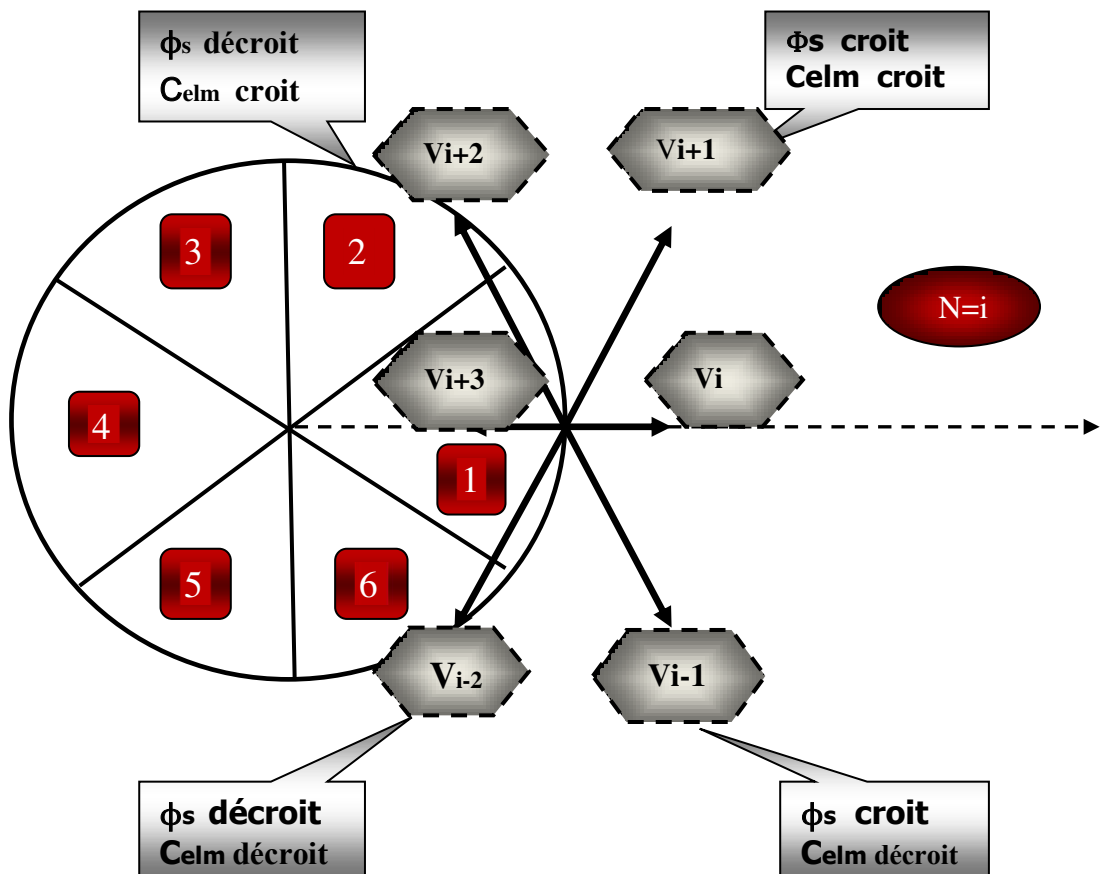 ϕs décroit
Celm croit
Φs croit
Celm croit
Vi+2
Vi+1
3
2
N=i
Vi+3
Vi
4
1
5
6
Vi-2
Vi-1
ϕs décroit
Celm décroit
ϕs croit
Celm décroit